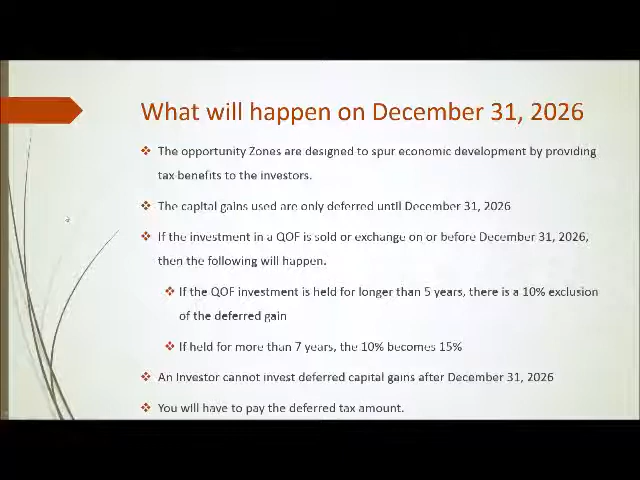 What will happen on December 31, 2026
The opportunity Zones are designed to spur economic development by providing
tax benefits to the investors.
The capital gains used are only deferred until December 31, 2026
If the investment in a QOF is sold or exchange on or before December 31, 2026,
then the following will happen.
If the QOF investment is held for longer than 5 years, there is a 10% exclusion
of the deferred gain
If held for more than 7 years, the 10% becomes 15%
An Investor cannot invest deferred capital gains after December 31, 2026
You will have to pay the deferred tax amount.